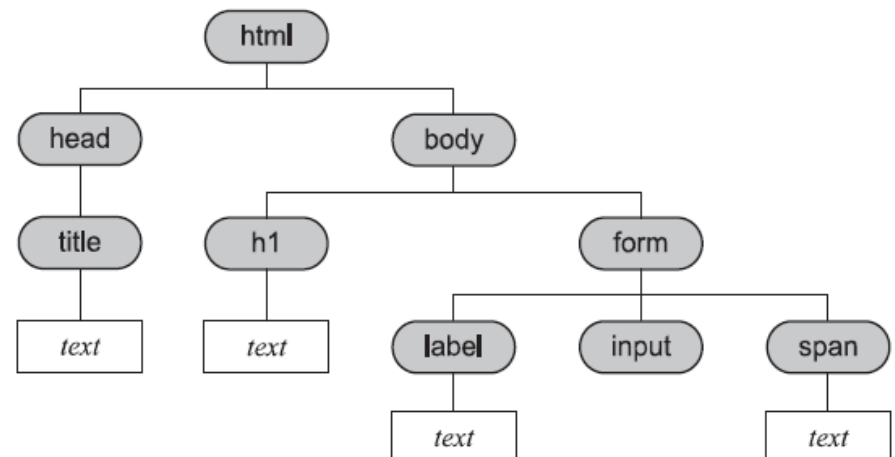 html
head body
title h1 form
text text label input span
text text